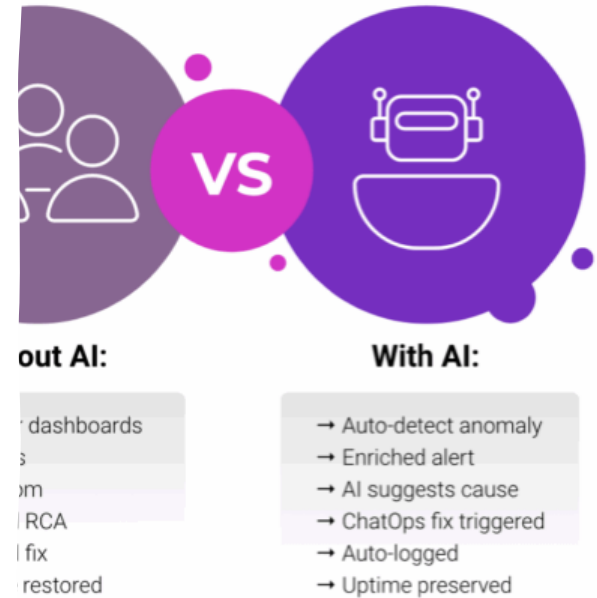 VS
out AI:
dashboards
s
om
RCA
fix
restored
With AI:
→ Auto-detect anomaly
→ Enriched alert
→ AI suggests cause
→ ChatOps fix triggered
→ Auto-logged
→ Uptime preserved